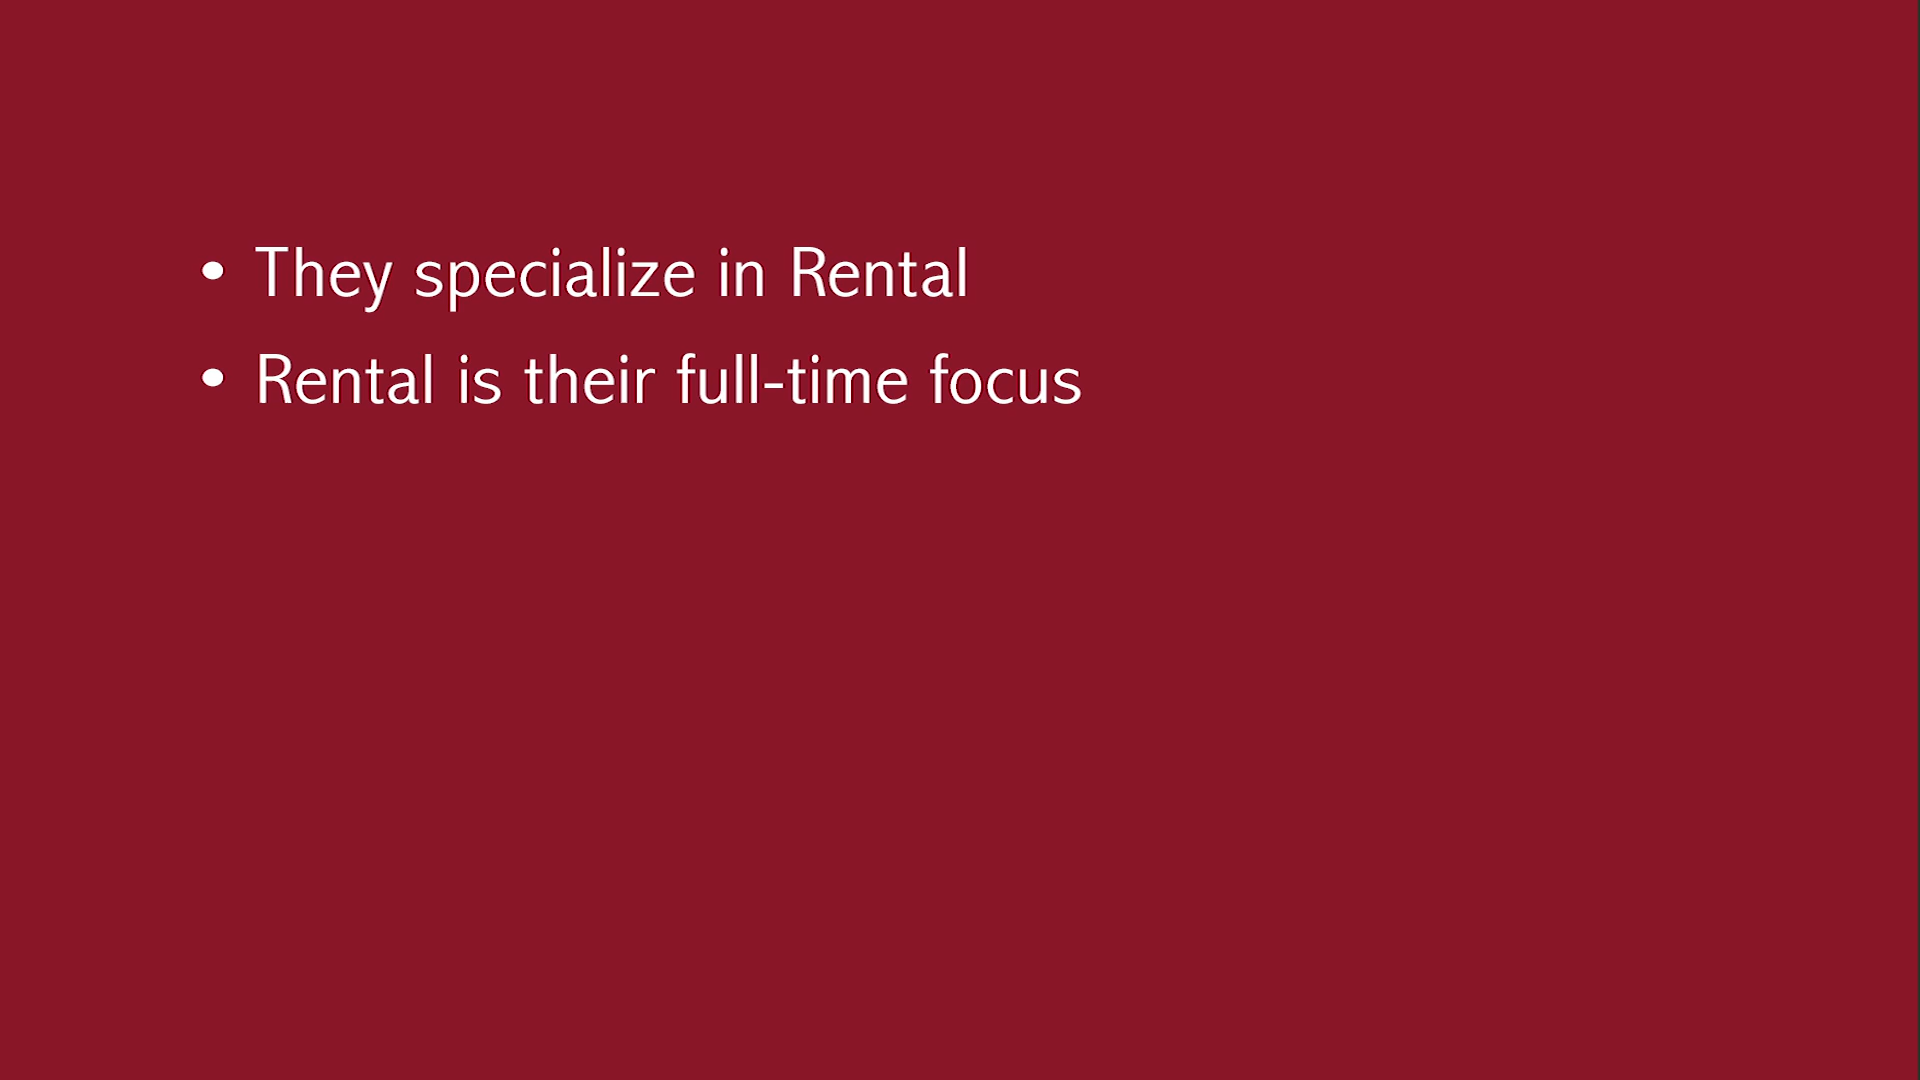 • They specialize in Rental
• Rental is their full-time focus